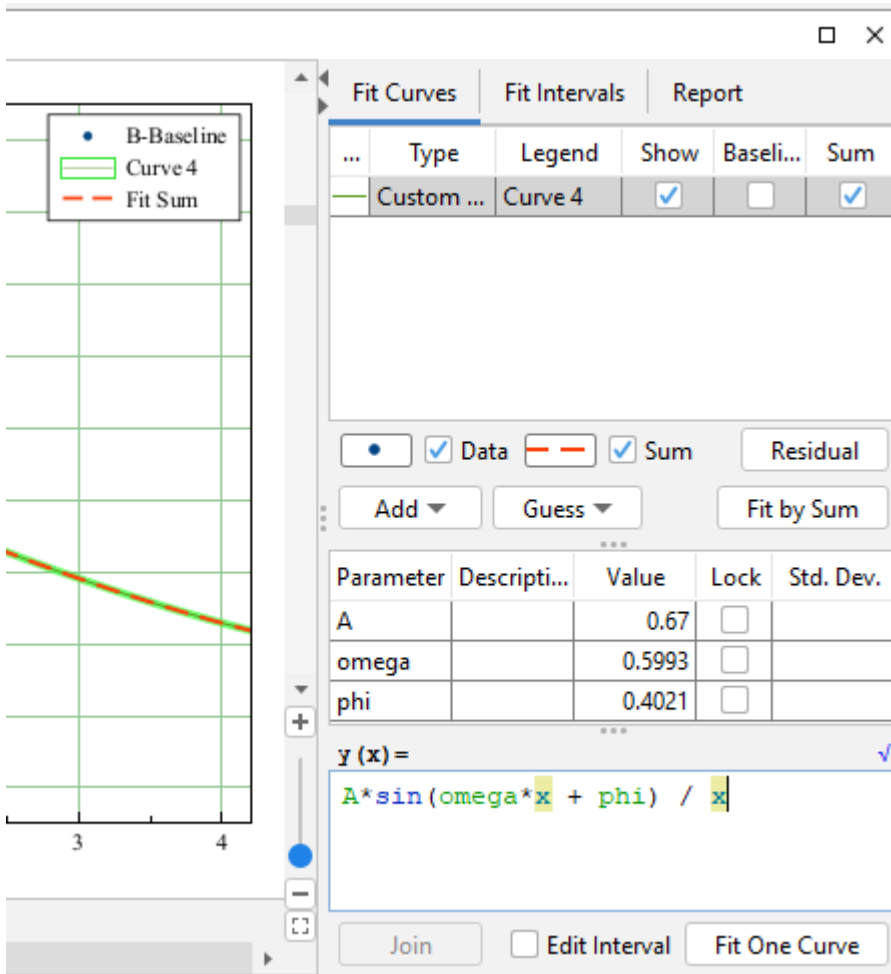 B-Baseline
Curve 4
Fit Sum
3 4
Fit Curves Fit Intervals Report
... Type Legend Show Baseli... Sum
Custom ... Curve 4
Data Sum Residual
Add Guess Fit by Sum
Parameter Descripti... Value Lock Std. Dev.
A 0.67
omega 0.5993
phi 0.4021
y (x) = √
A*sin(omega*x + phi) / x
Join Edit Interval Fit One Curve